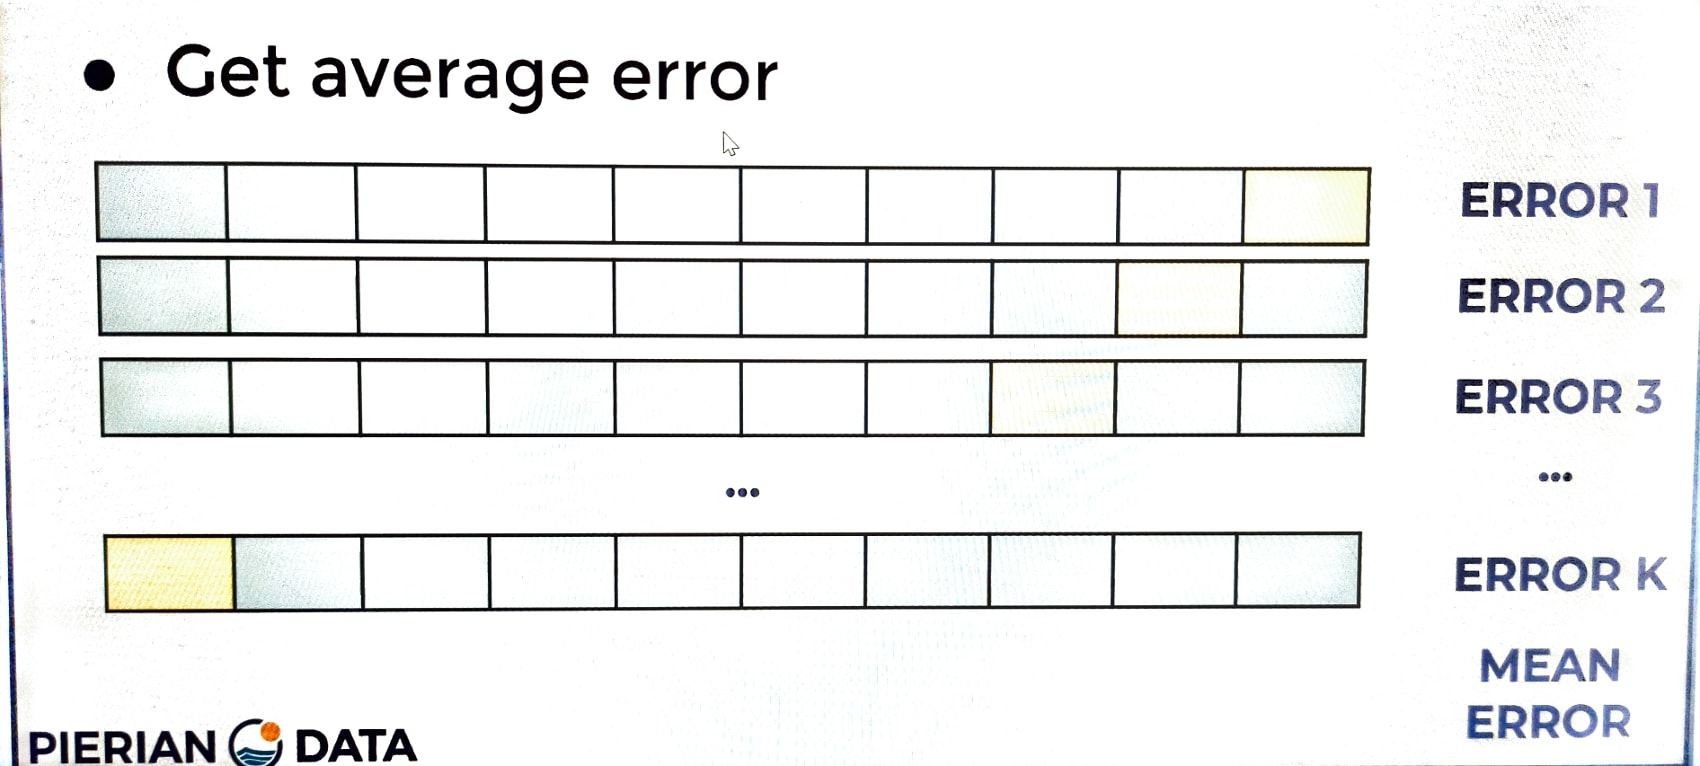 • Get average error
ERROR 1
ERROR 2
ERROR 3
...
...
ERROR K
MEAN
ERROR
PIERIAN DATA